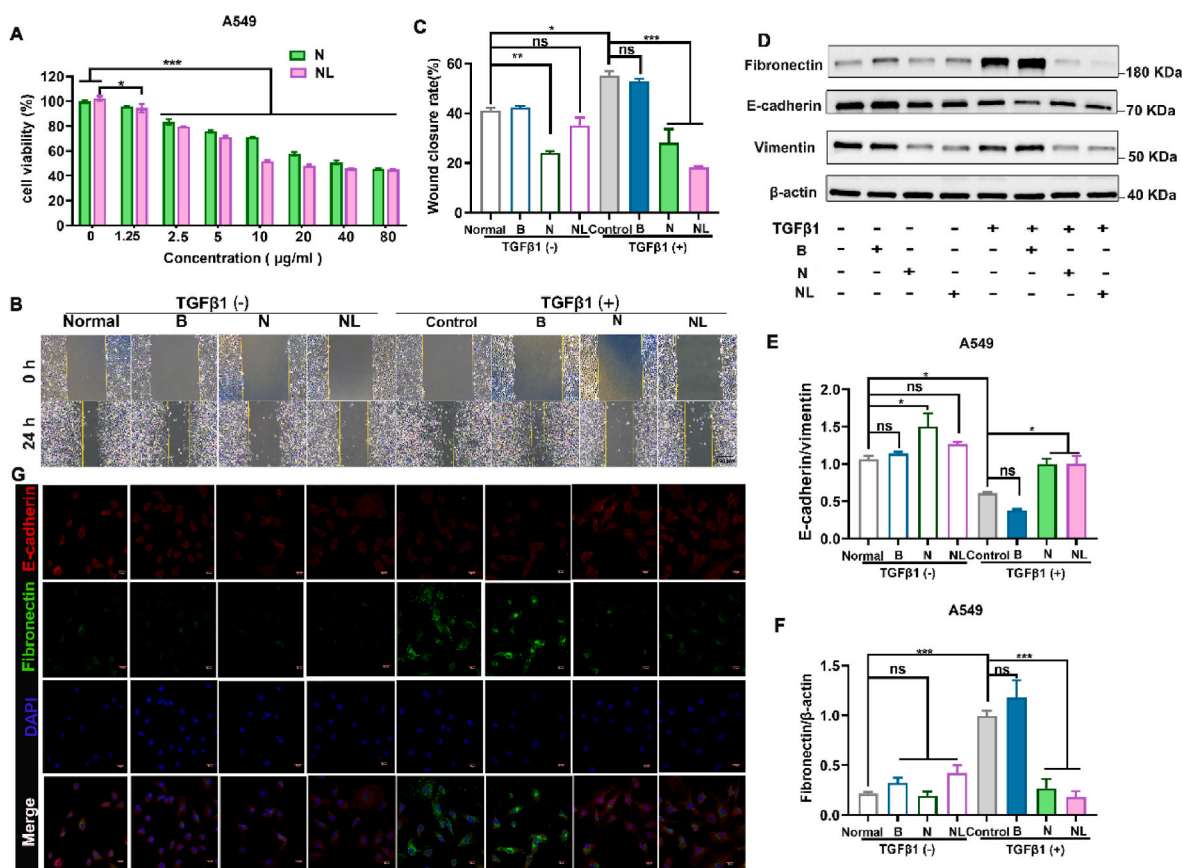 A
A549
N
NL
***
*
cell viability (%)
120
100
80
60
40
20
0
0 1.25 2.5 5 10 20 40 80
Concentration ( μg/ml )
C
*
ns
**
***
ns
Wound closure rate(%)
60
40
20
0
Normal B N NL Control B N NL
TGFβ1 (-) TGFβ1 (+)
D
Fibronectin
180 KDa
E-cadherin
70 KDa
Vimentin
50 KDa
β-actin
40 KDa
TGFβ1 - - - - + + + +
B - + - - - + - -
N - - + - - - + -
NL - - - + - - - +
B
TGFβ1 (-) TGFβ1 (+)
Normal B N NL Control B N NL
0 h
24 h
E
A549
*
ns
*
ns
*
ns
E-cadherin/vimentin
2.0
1.5
1.0
0.5
0.0
Normal B N NL Control B N NL
TGFβ1 (-) TGFβ1 (+)
G
E-cadherin
Fibronectin
DAPI
Merge
F
A549
***
ns
ns
***
Fibronectin/β-actin
1.5
1.0
0.5
0.0
Normal B N NL Control B N NL
TGFβ1 (-) TGFβ1 (+)